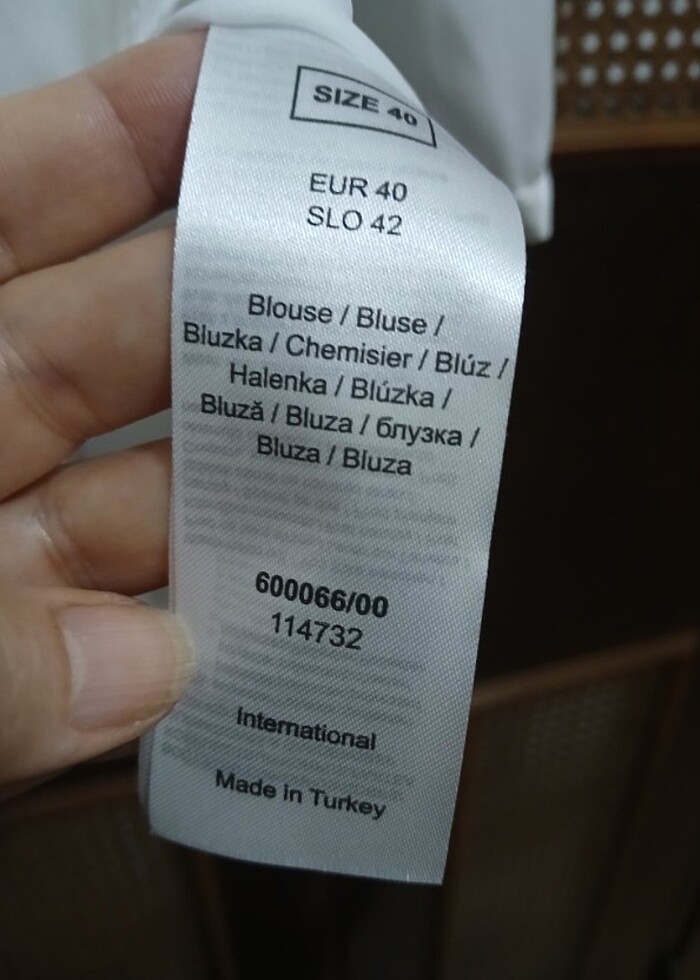 SIZE 40
EUR 40
SLO 42
Blouse / Bluse /
Bluzka / Chemisier / Blúz /
Halenka / Blúzka /
Bluză / Bluza / блузка /
Bluza / Bluza
600066/00
114732
International
Made in Turkey